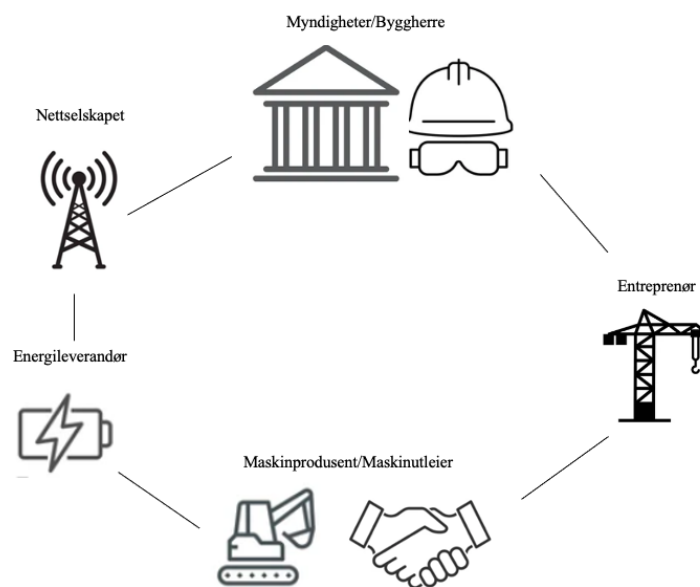 Myndigheter/Byggherre
Nettselskapet
Entreprenør
Energileverandør
Maskinprodusent/Maskinutleier